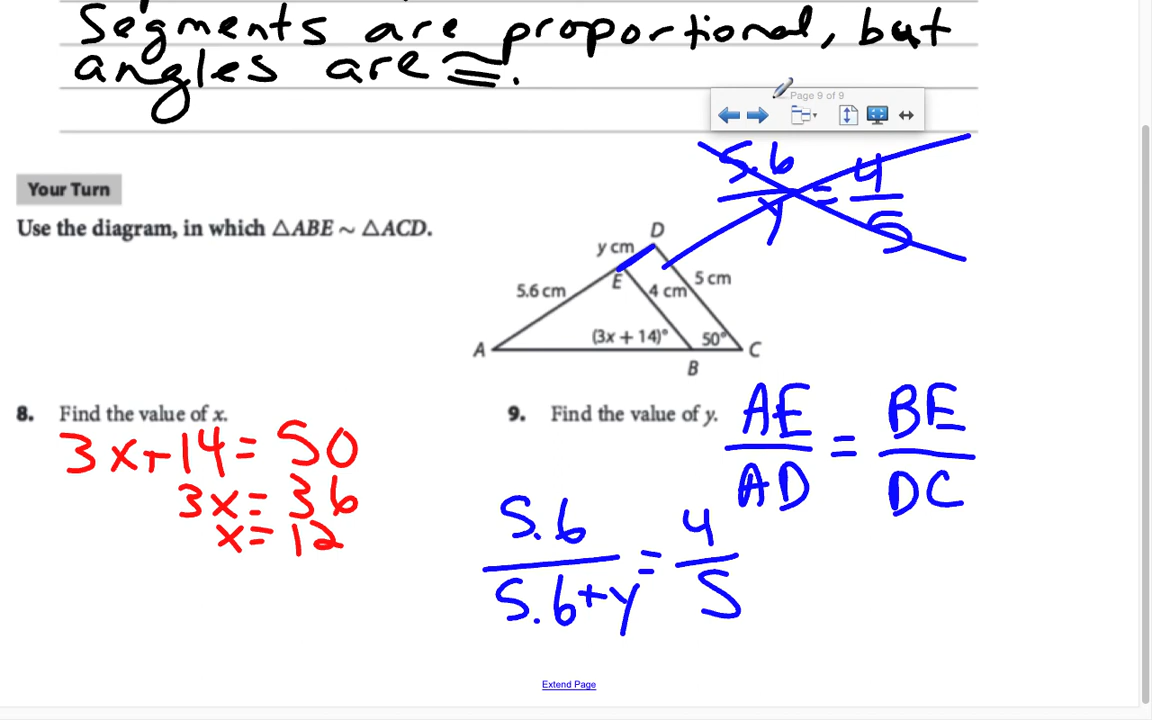 Segments are proportional, but
angles are ≅.
Page 9 of 9
5.6/y = 4/5
Your Turn
Use the diagram, in which △ABE ~ △ACD.
D
y cm
E
5.6 cm
4 cm
5 cm
(3x + 14)°
50°
A
B
C
8. Find the value of x.
3x+14=50
3x=36
x=12
9. Find the value of y.
AE/AD = BE/DC
5.6/5.6+y = 4/5
Extend Page